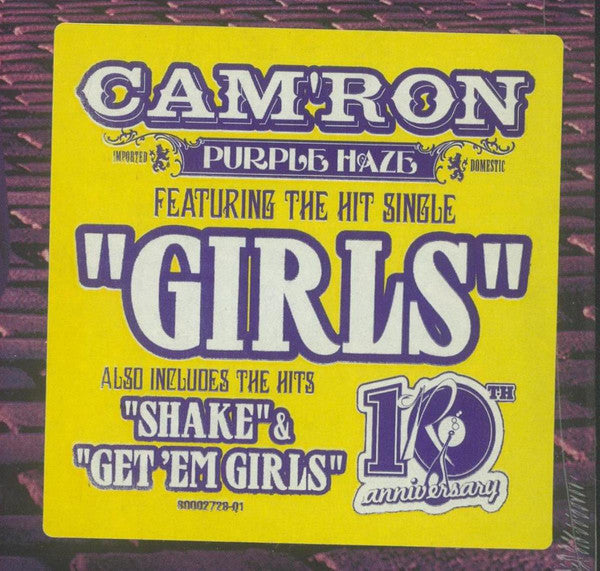 CAM'RON
IMPORTED PURPLE HAZE & DOMESTIC
FEATURING THE HIT SINGLE
"GIRLS"
ALSO INCLUDES THE HITS
"SHAKE" &
"GET 'EM GIRLS"
10TH
R
anniversary
80002728-01